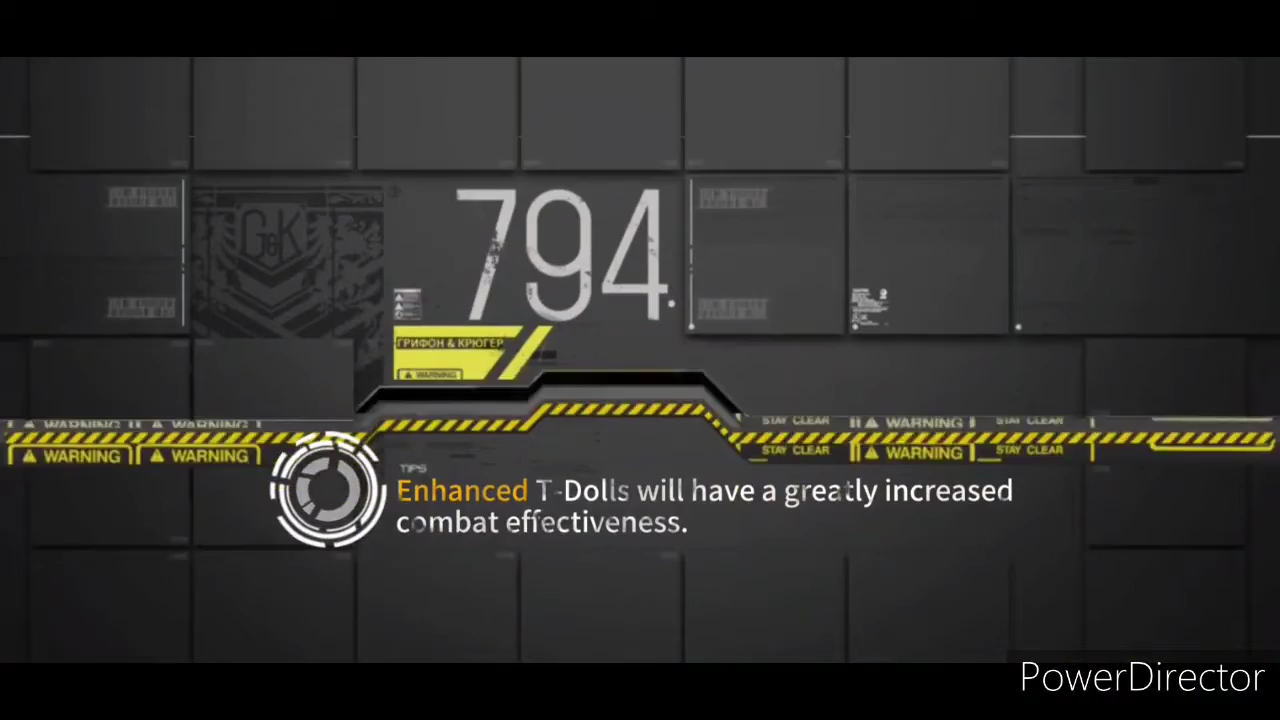 G&K
794.
ГРИФОН & КРЮГЕР
WARNING
WARNING WARNING
STAY CLEAR WARNING STAY CLEAR
WARNING WARNING
STAY CLEAR WARNING STAY CLEAR
TIPS
Enhanced T-Dolls will have a greatly increased
combat effectiveness.
PowerDirector